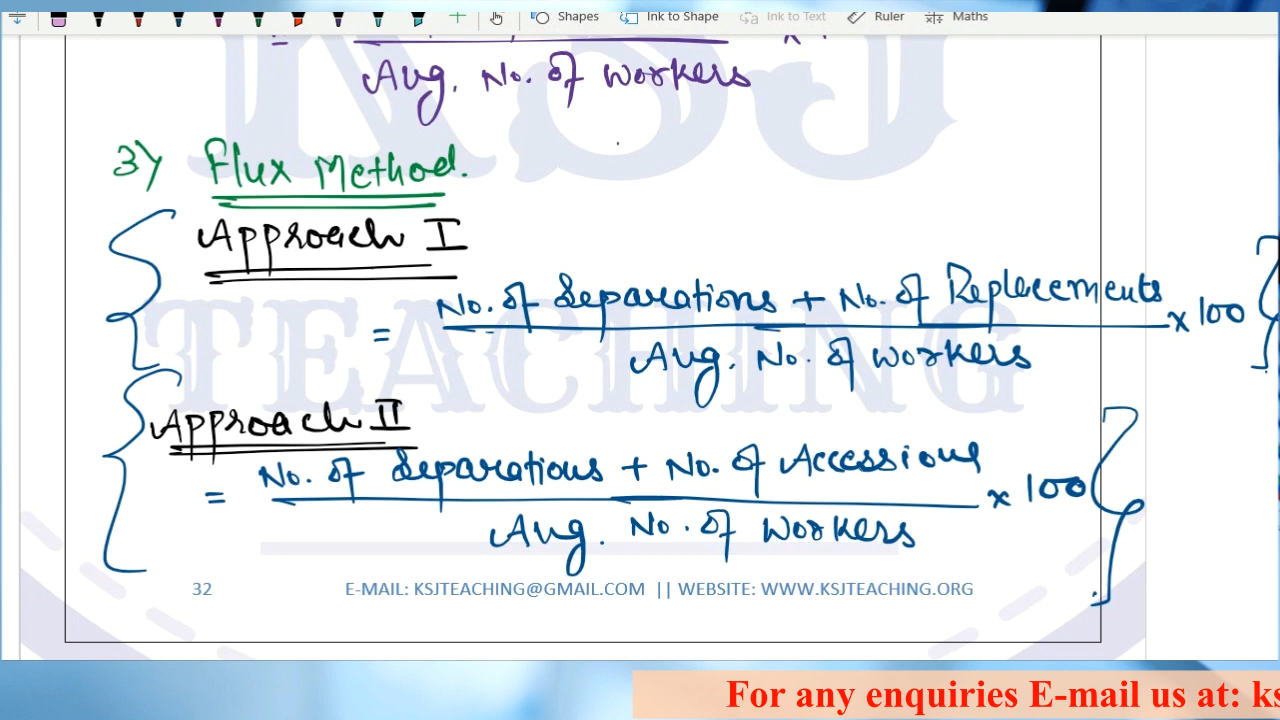 Shapes Ink to Shape Ink to Text Ruler Maths
Avg. No. of Workers
3) Flux Method.
Approach I
= No. of Separations + No. of Replacements x 100
Avg. No. of Workers
Approach II
= No. of Separations + No. of Accessions x 100
Avg. No. of Workers
32 E-MAIL: KSJTEACHING@GMAIL.COM || WEBSITE: WWW.KSJTEACHING.ORG
KSJ
TEACHING
For any enquiries E-mail us at: ks